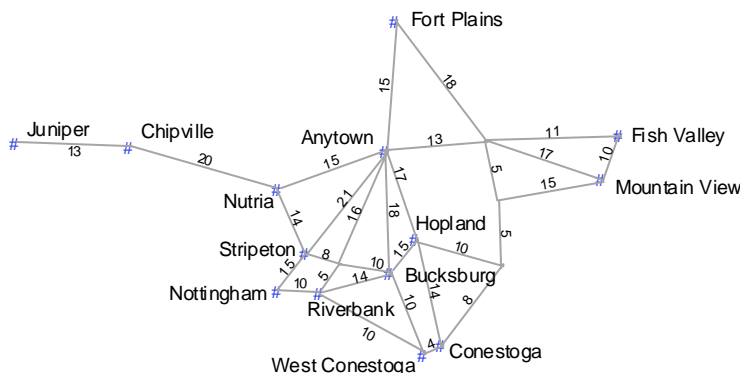 Fort Plains
15
18
Juniper
Chipville
13
20
Anytown
13
11
Fish Valley
17
10
15
Mountain View
5
15
Nutria
17
21
16
18
14
Hopland
5
Stripeton
8
10
15
10
15
Bucksburg
Nottingham
10
5
14
14
8
Riverbank
10
10
4
West Conestoga
Conestoga